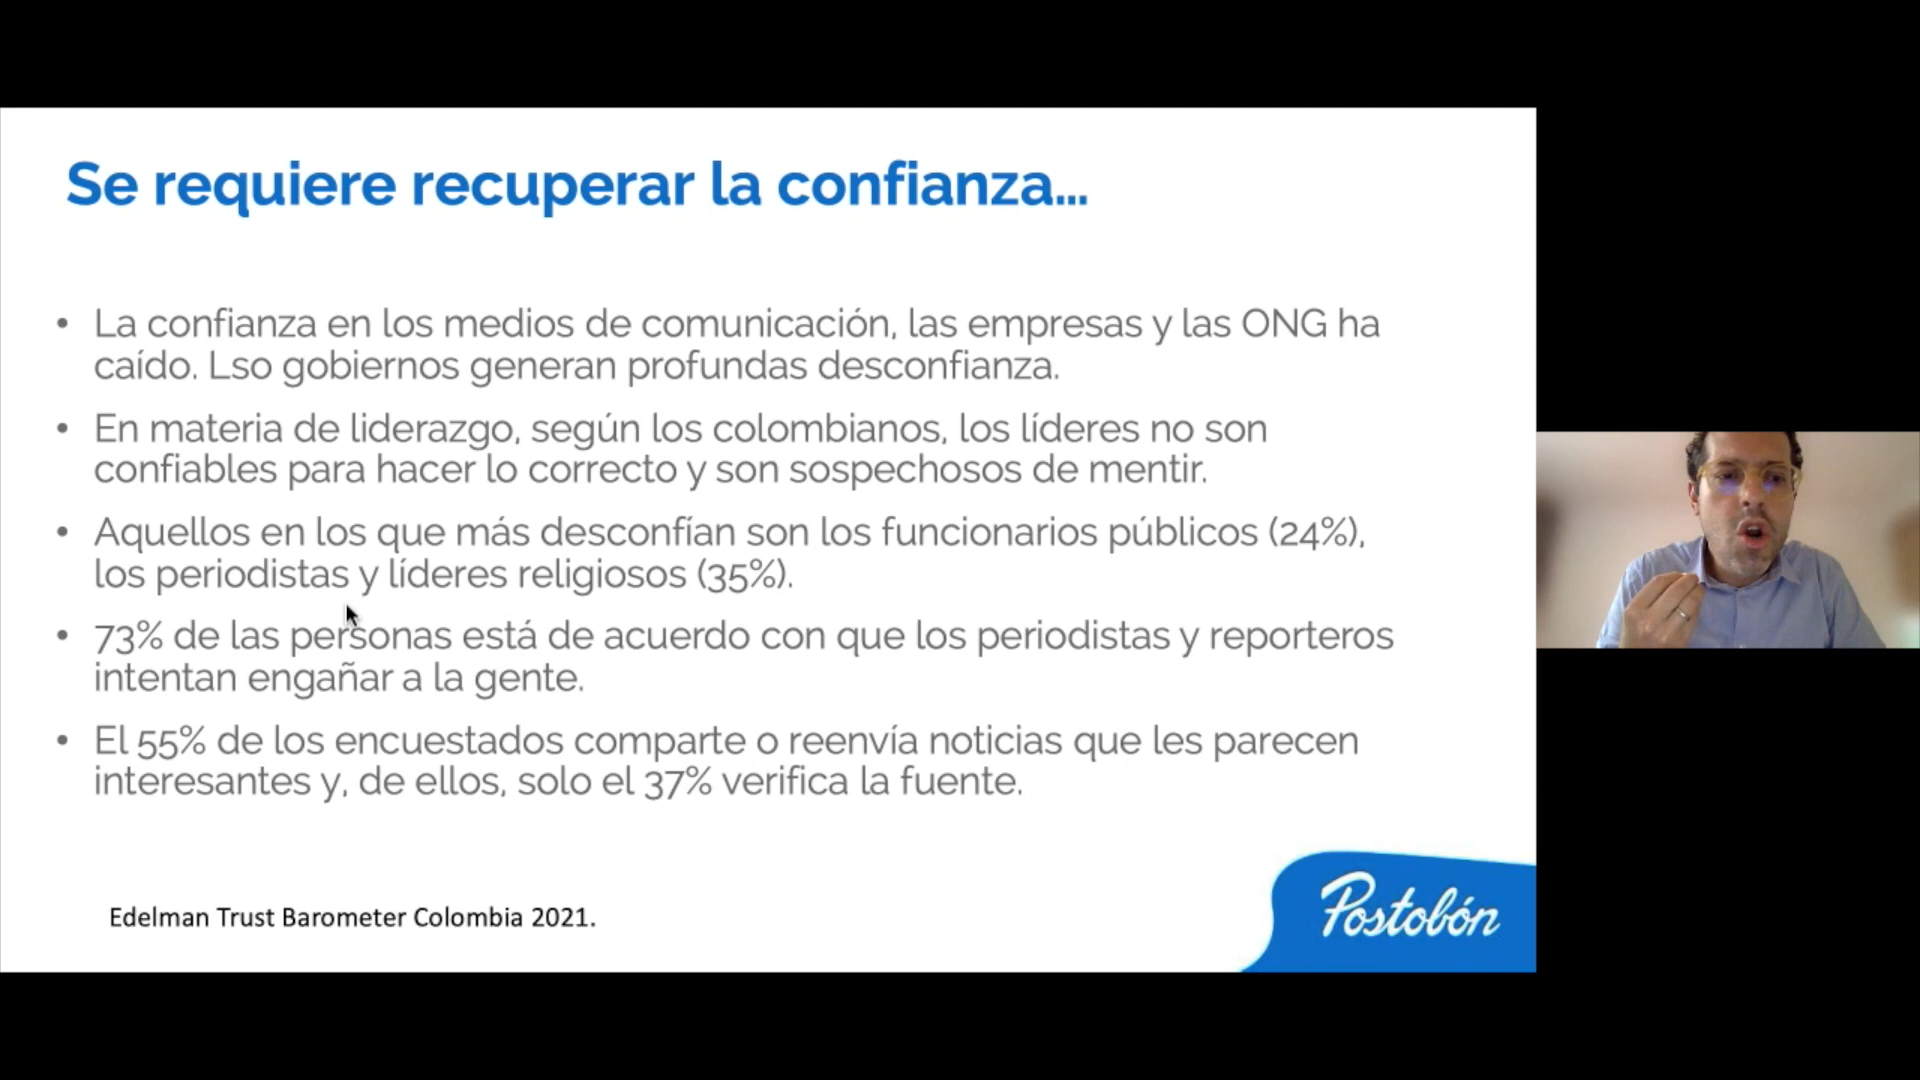 Se requiere recuperar la confianza...
• La confianza en los medios de comunicación, las empresas y las ONG ha
caído. Lso gobiernos generan profundas desconfianza.
• En materia de liderazgo, según los colombianos, los líderes no son
confiables para hacer lo correcto y son sospechosos de mentir.
• Aquellos en los que más desconfían son los funcionarios públicos (24%),
los periodistas y líderes religiosos (35%).
• 73% de las personas está de acuerdo con que los periodistas y reporteros
intentan engañar a la gente.
• El 55% de los encuestados comparte o reenvía noticias que les parecen
interesantes y, de ellos, solo el 37% verifica la fuente.
Edelman Trust Barometer Colombia 2021.
Postobón